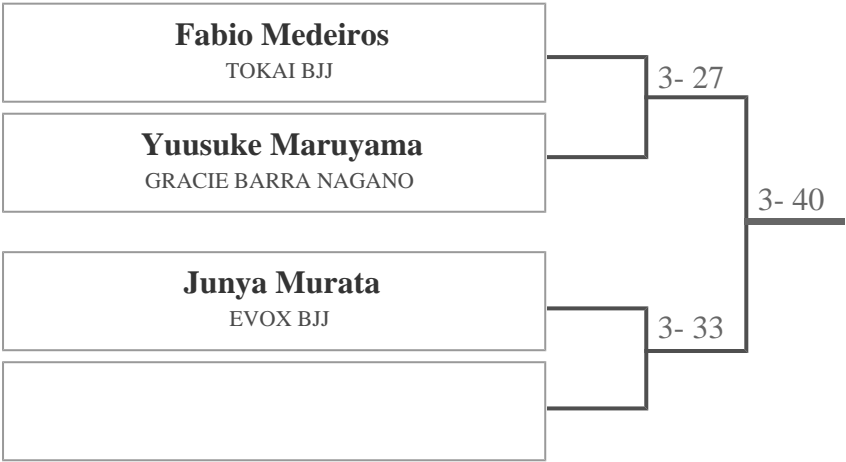 Fabio Medeiros
TOKAI BJJ
3- 27
Yuusuke Maruyama
GRACIE BARRA NAGANO
3- 40
Junya Murata
EVOX BJJ
3- 33